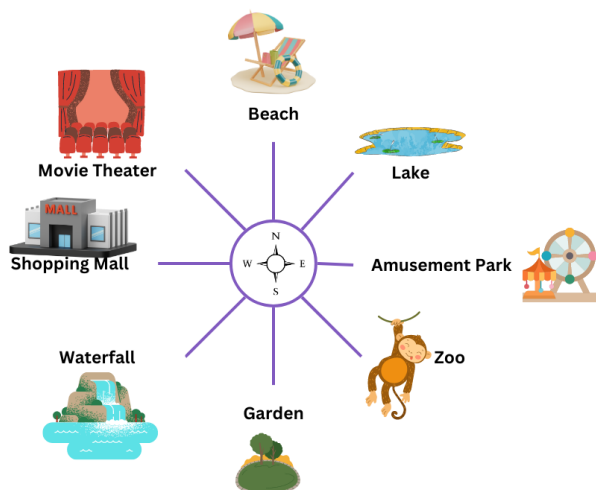 Beach
Movie Theater
Lake
MALL
Shopping Mall
N
W E
S
Amusement Park
Waterfall
Zoo
Garden